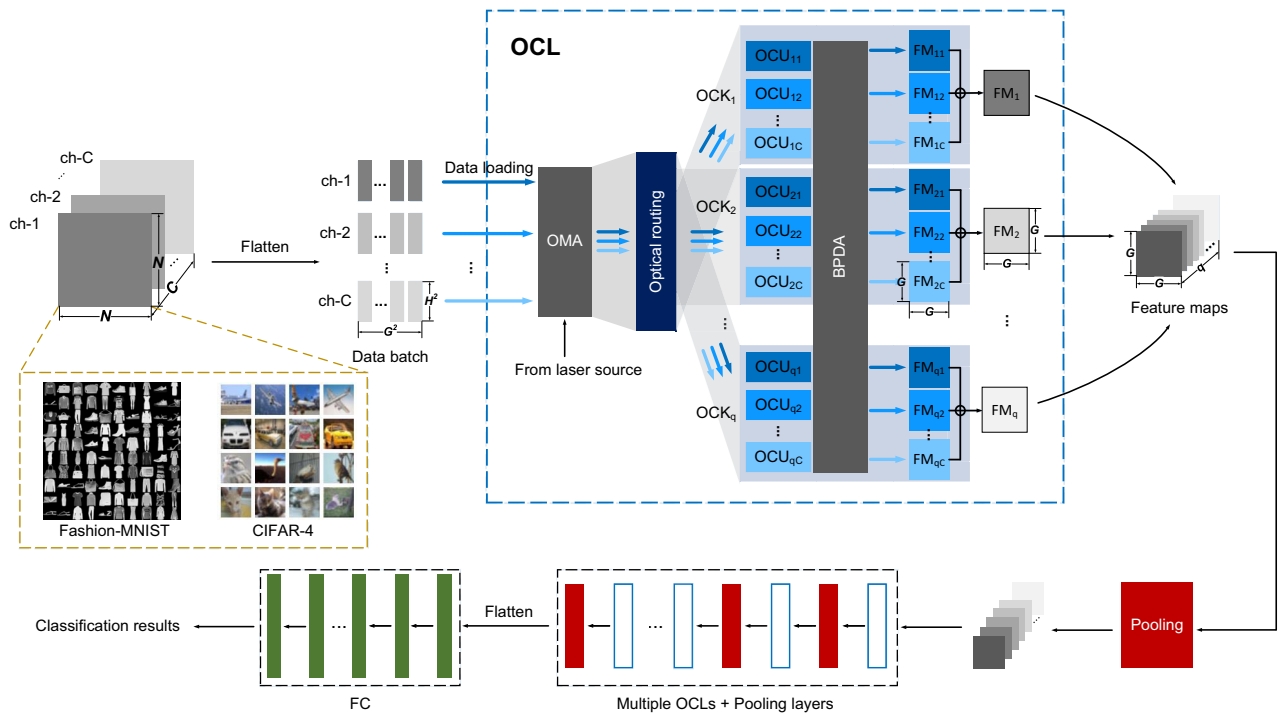 OCL
OCK₁
OCU₁₁
OCU₁₂
...
OCU₁C
FM₁₁
FM₁₂
...
FM₁C
FM₁
ch-C
...
ch-2
ch-1
N
N
C
...
Flatten
ch-1
...
ch-2
...
...
ch-C
...
H²
G²
Data batch
Data loading
...
OMA
From laser source
Optical routing
OCK₂
OCU₂₁
OCU₂₂
...
OCU₂C
BPDA
FM₂₁
FM₂₂
...
FM₂C
G
G
FM₂
G
G
...
...
OCKq
OCUq₁
OCUq₂
...
OCUqC
FMq₁
FMq₂
...
FMqC
FMq
G
G
q
...
Feature maps
Fashion-MNIST
CIFAR-4
Classification results
...
FC
Flatten
...
Multiple OCLs + Pooling layers
...
Pooling